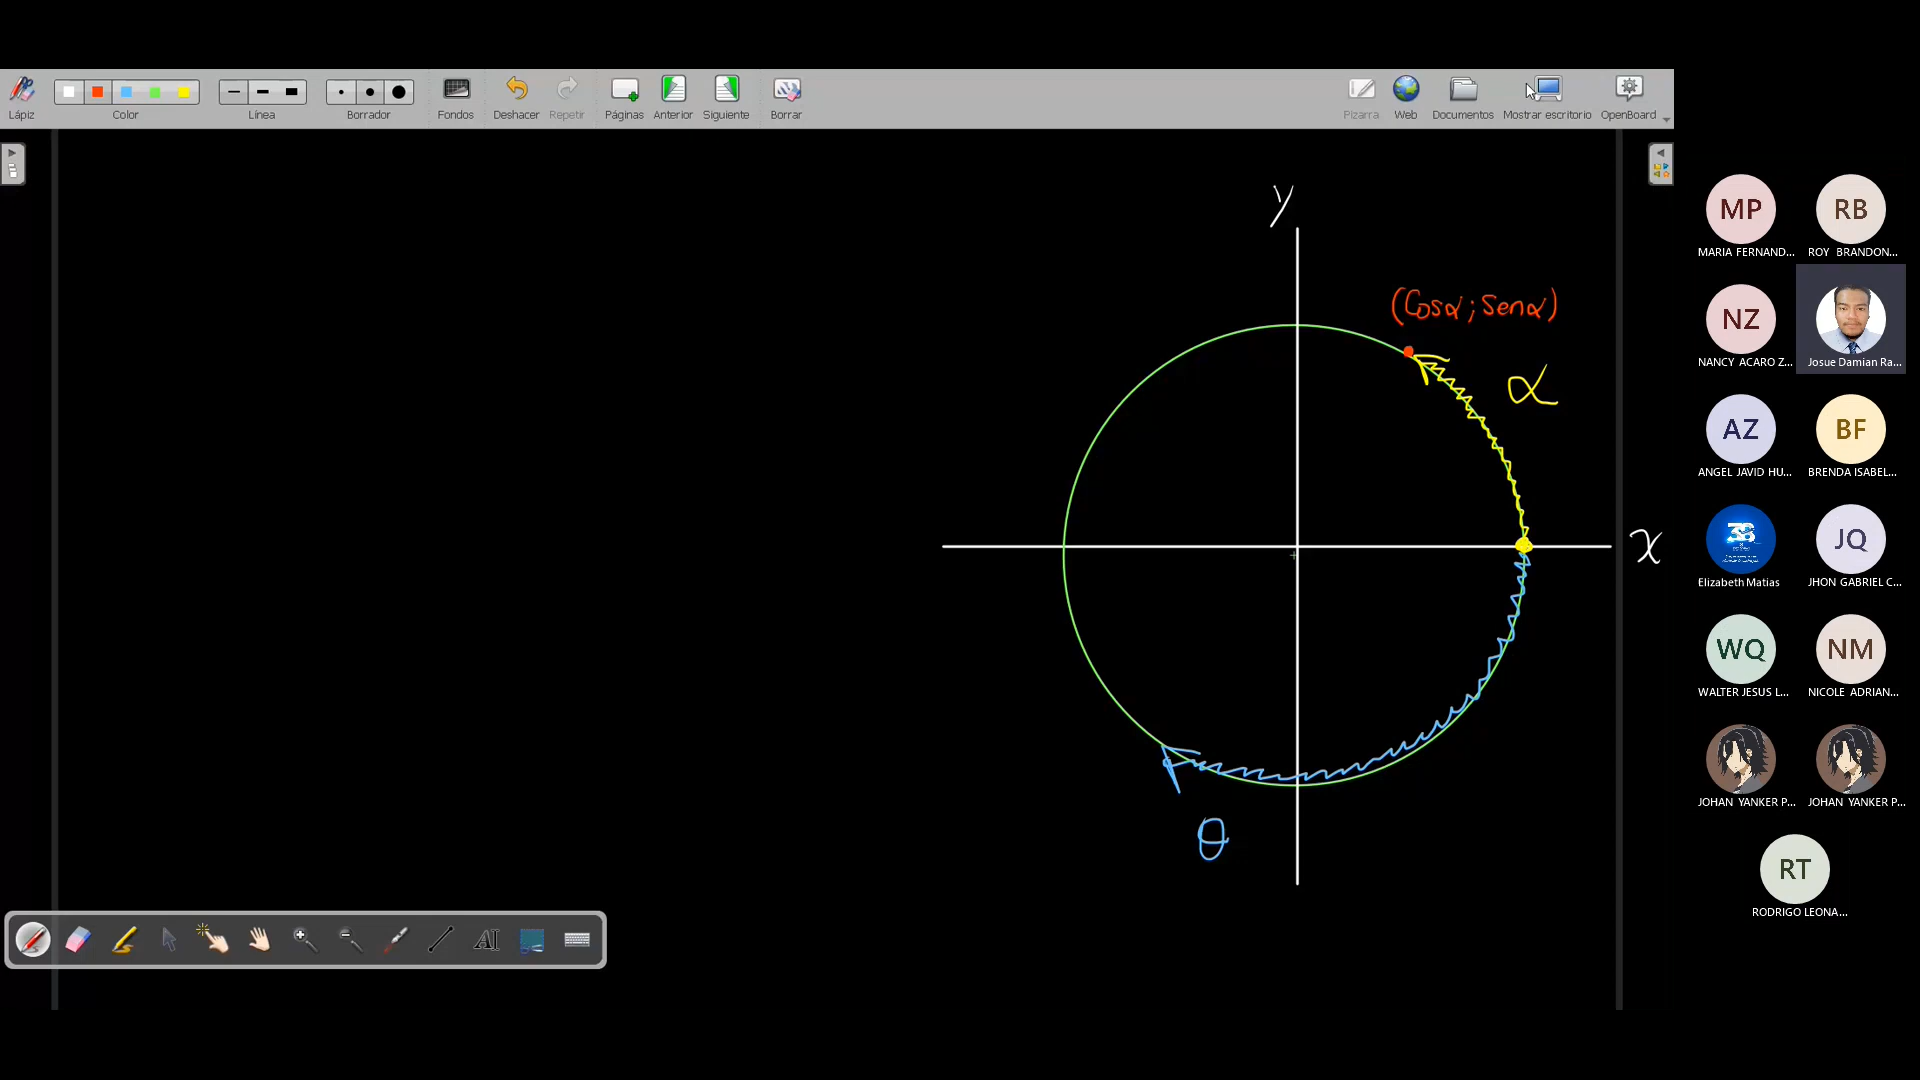 Lápiz
Color
Línea
Borrador
Fondos
Deshacer
Repetir
Páginas
Anterior
Siguiente
Borrar
Pizarra
Web
Documentos
Mostrar escritorio
OpenBoard
y
(Cosα ; Senα)
α
x
θ
AI
MP
MARIA FERNAND...
RB
ROY BRANDON...
NZ
NANCY ACARO Z...
Josue Damian Ra...
AZ
ANGEL JAVID HU...
BF
BRENDA ISABEL...
Elizabeth Matias
JQ
JHON GABRIEL C...
WQ
WALTER JESUS L...
NM
NICOLE ADRIAN...
JOHAN YANKER P...
JOHAN YANKER P...
RT
RODRIGO LEONA...